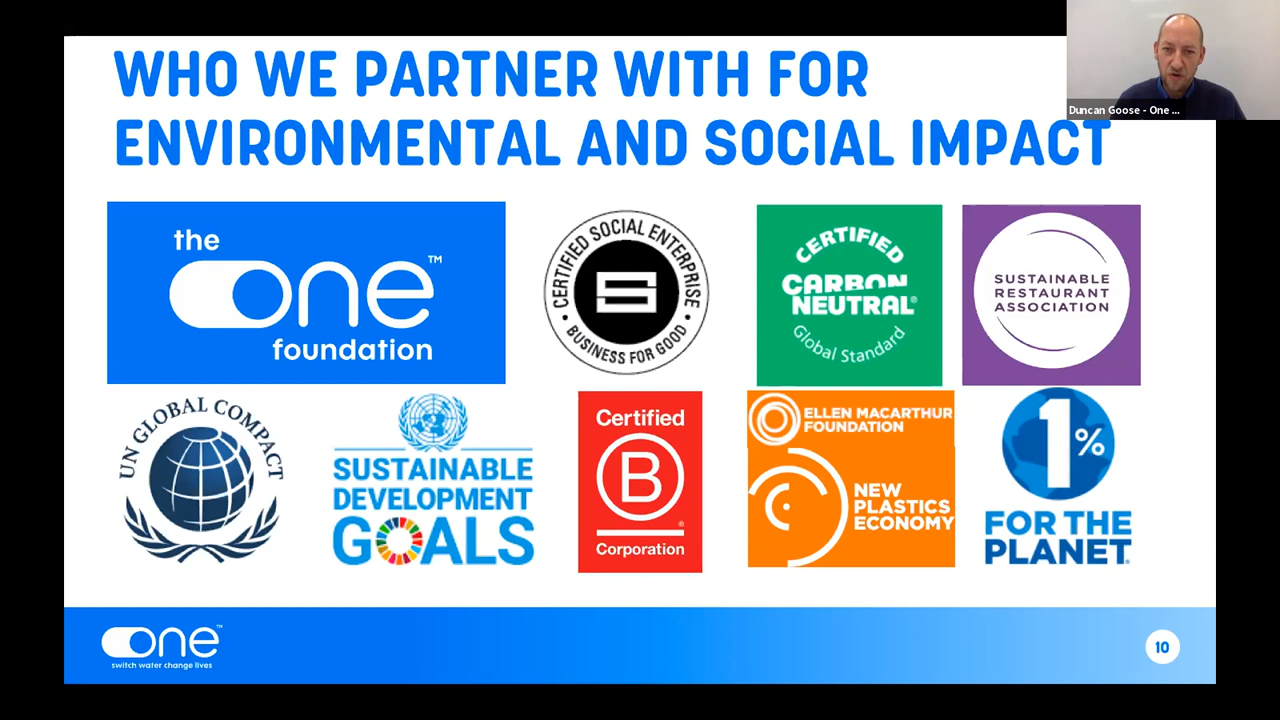 WHO WE PARTNER WITH FOR
ENVIRONMENTAL AND SOCIAL IMPACT
Duncan Goose - One ...
the
one™
foundation
CERTIFIED SOCIAL ENTERPRISE
S
• BUSINESS FOR GOOD •
CERTIFIED
CARBON
NEUTRAL®
Global Standard
SUSTAINABLE
RESTAURANT
ASSOCIATION
UN GLOBAL COMPACT
SUSTAINABLE
DEVELOPMENT
GOALS
Certified
B
®
Corporation
ELLEN MACARTHUR
FOUNDATION
NEW
PLASTICS
ECONOMY
1%
FOR THE
PLANET®
one™
switch water change lives
10